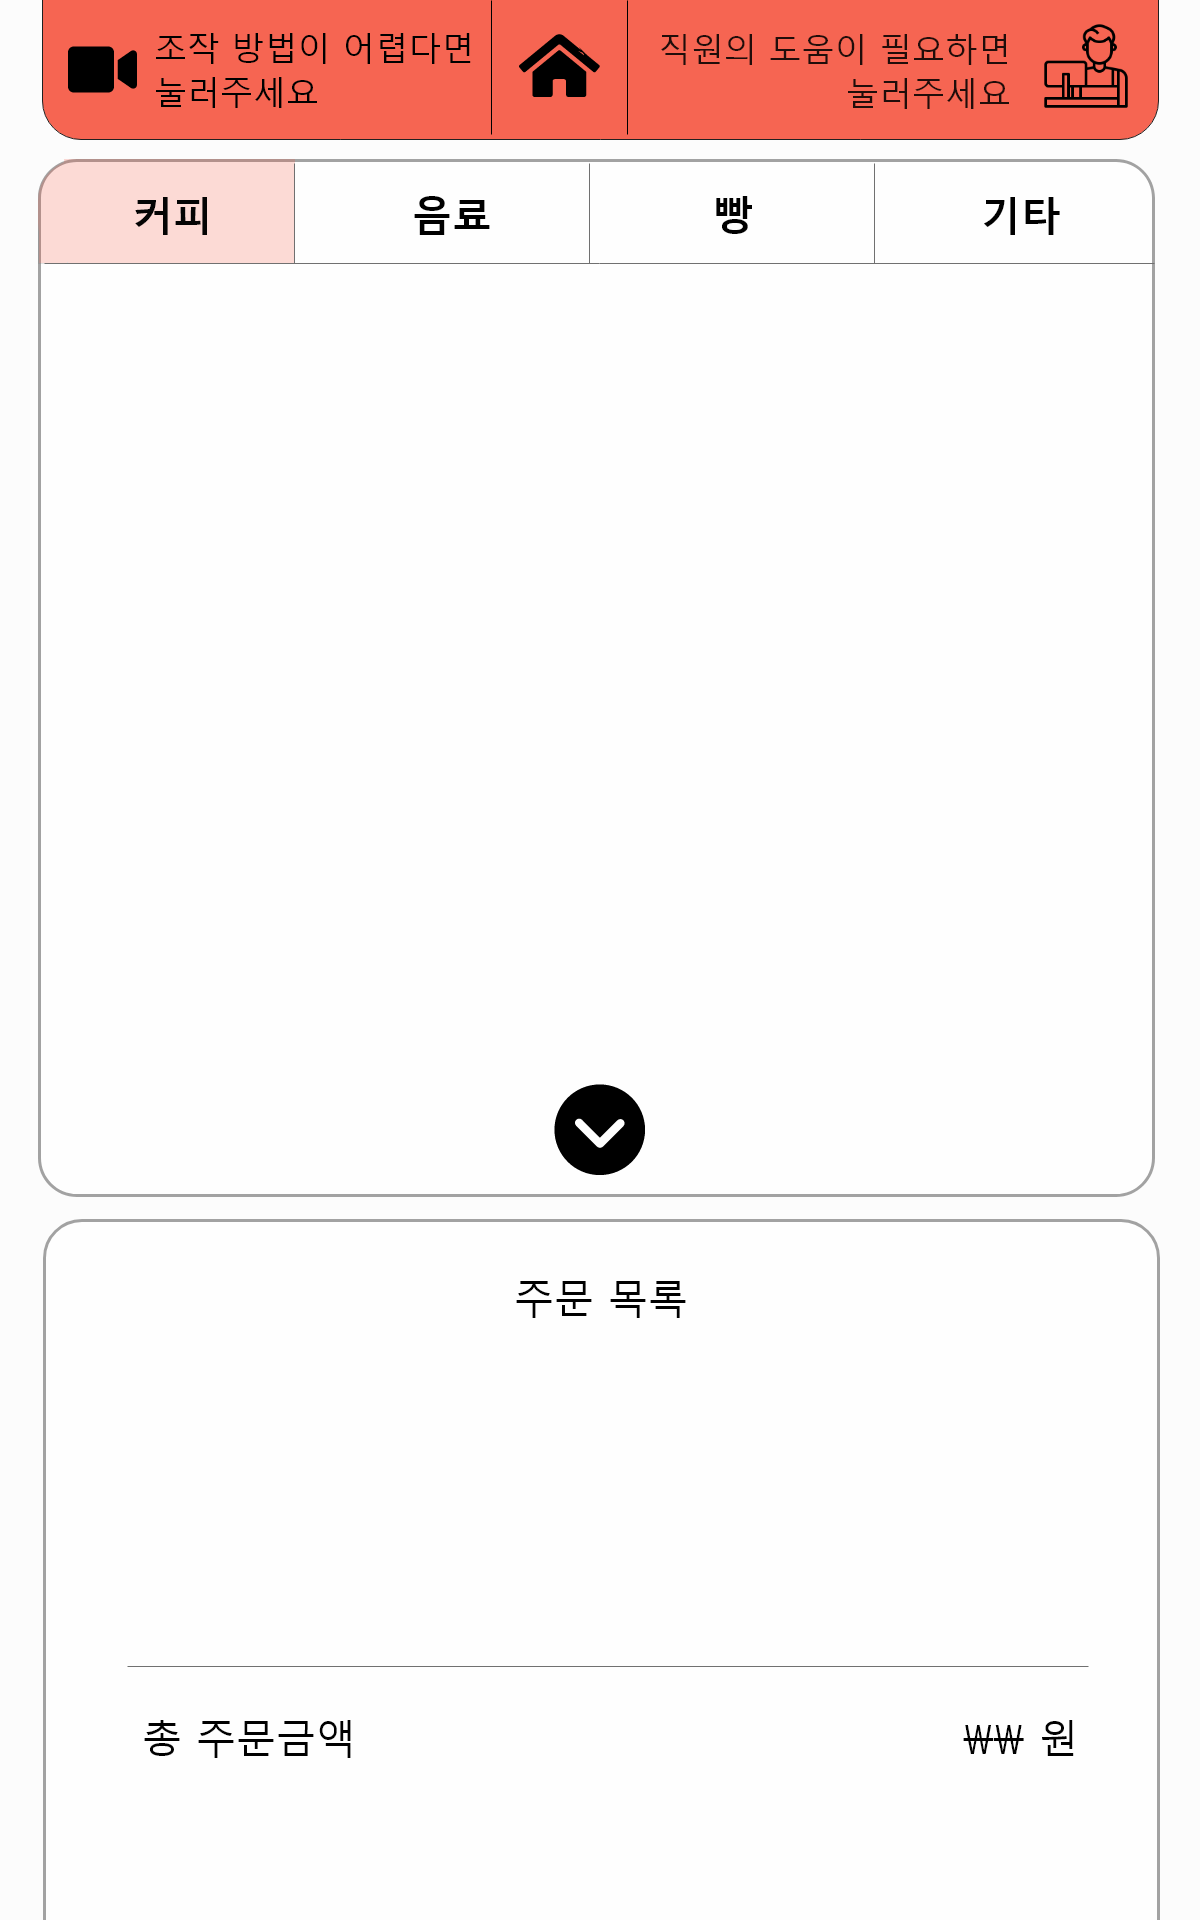 조작 방법이 어렵다면
눌러주세요
직원의 도움이 필요하면
눌러주세요
커피
음료
빵
기타
주문 목록
총 주문금액
₩₩ 원